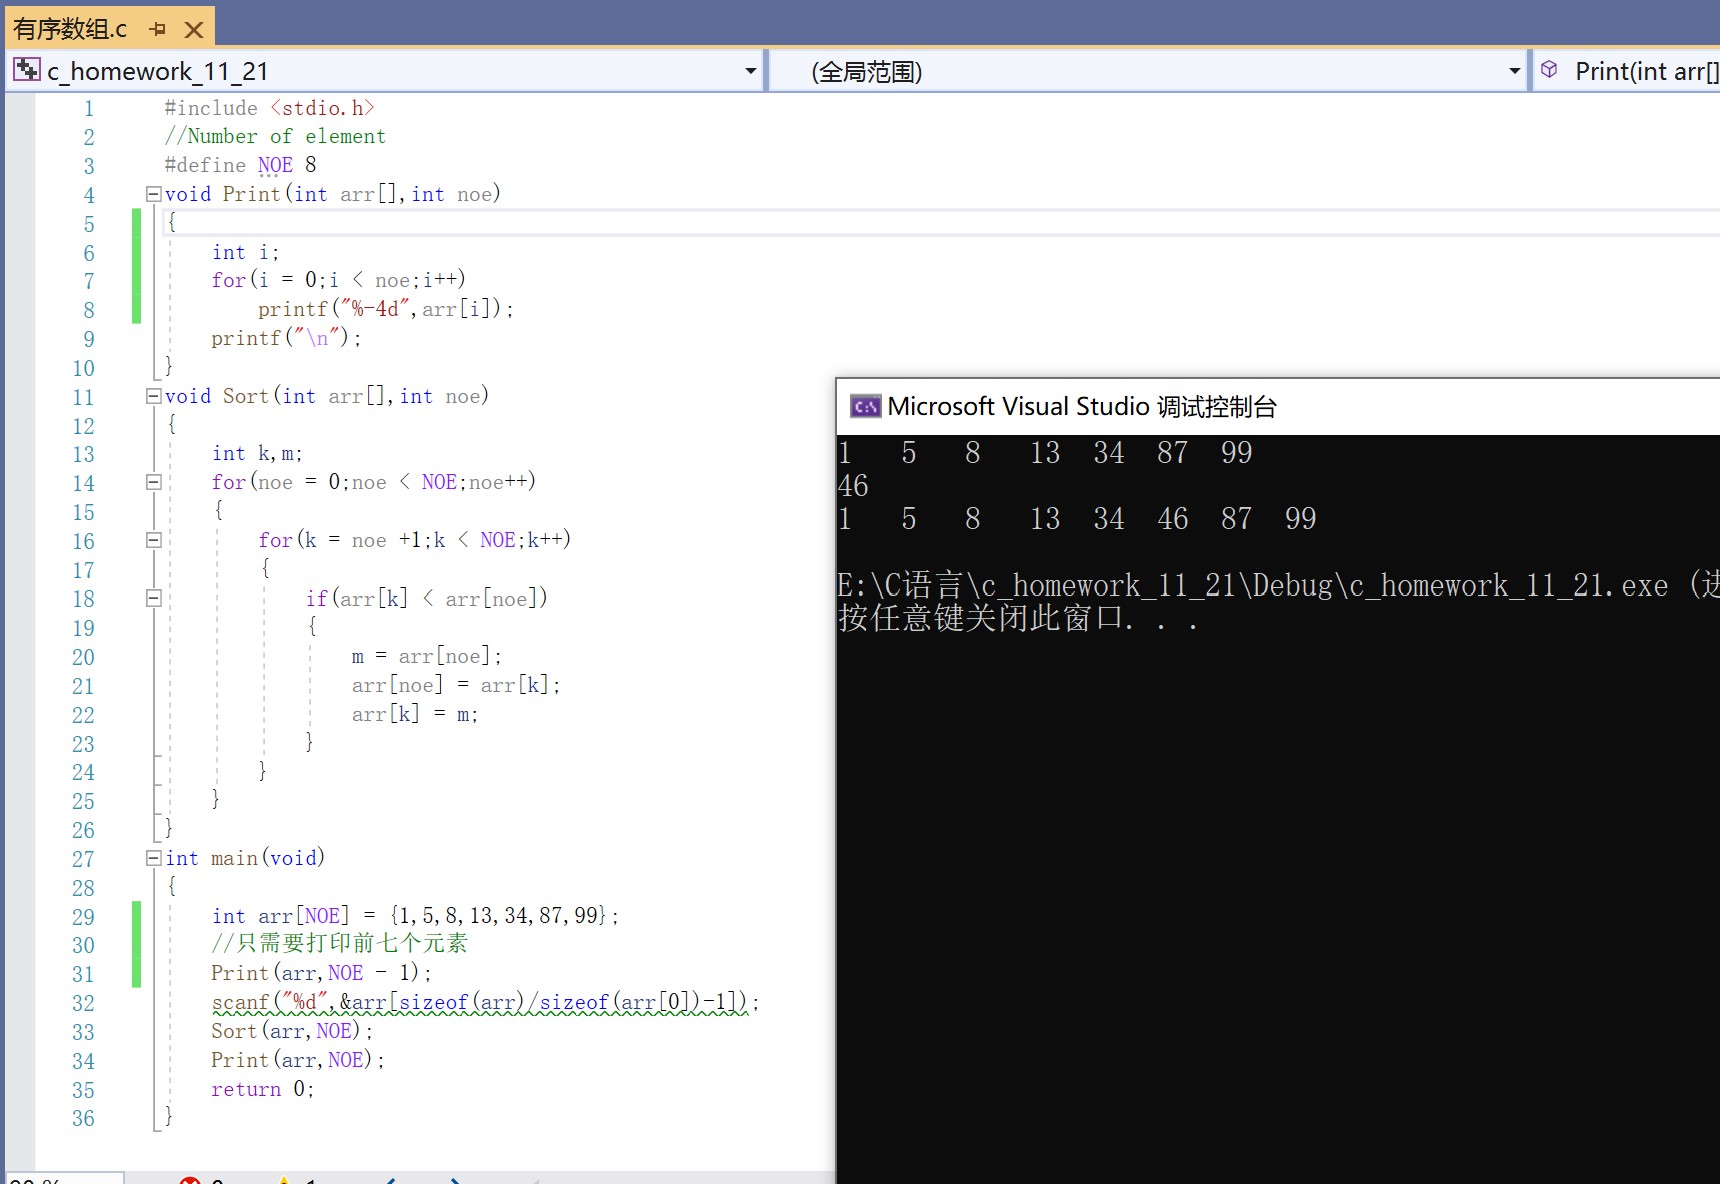 有序数组.c
c_homework_11_21 (全局范围) Print(int arr[]
1 #include <stdio.h>
2 //Number of element
3 #define NOE 8
4 void Print(int arr[],int noe)
5 {
6 int i;
7 for(i = 0;i < noe;i++)
8 printf("%-4d",arr[i]);
9 printf("\n");
10 }
11 void Sort(int arr[],int noe)
12 {
13 int k,m;
14 for(noe = 0;noe < NOE;noe++)
15 {
16 for(k = noe +1;k < NOE;k++)
17 {
18 if(arr[k] < arr[noe])
19 {
20 m = arr[noe];
21 arr[noe] = arr[k];
22 arr[k] = m;
23 }
24 }
25 }
26 }
27 int main(void)
28 {
29 int arr[NOE] = {1,5,8,13,34,87,99};
30 //只需要打印前七个元素
31 Print(arr,NOE - 1);
32 scanf("%d",&arr[sizeof(arr)/sizeof(arr[0])-1]);
33 Sort(arr,NOE);
34 Print(arr,NOE);
35 return 0;
36 }
Microsoft Visual Studio 调试控制台
1 5 8 13 34 87 99
46
1 5 8 13 34 46 87 99
E:\C语言\c_homework_11_21\Debug\c_homework_11_21.exe (进
按任意键关闭此窗口. . .